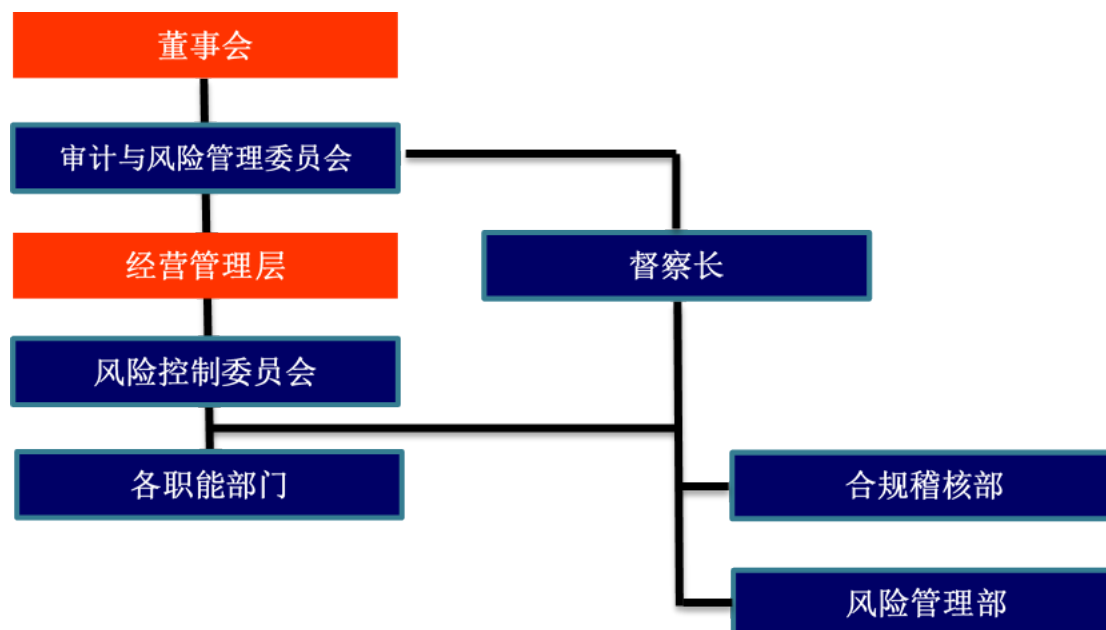 董事会
审计与风险管理委员会
经营管理层
督察长
风险控制委员会
各职能部门
合规稽核部
风险管理部